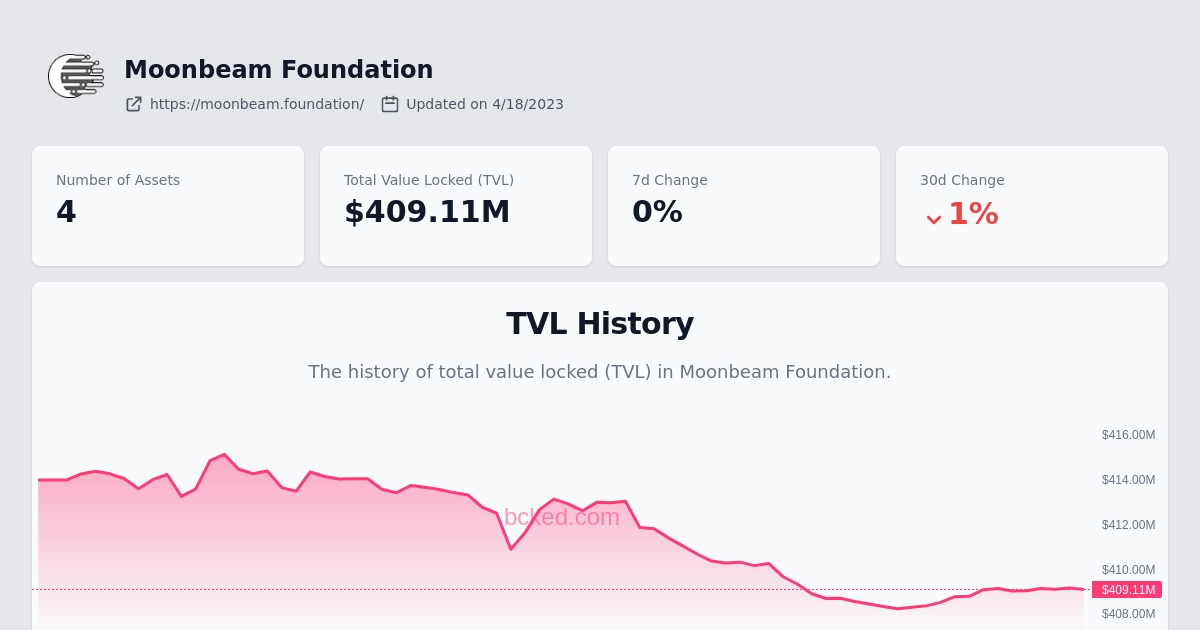 Moonbeam Foundation
https://moonbeam.foundation/ Updated on 4/18/2023
Number of Assets
4
Total Value Locked (TVL)
$409.11M
7d Change
0%
30d Change
1%
TVL History
The history of total value locked (TVL) in Moonbeam Foundation.
$416.00M
$414.00M
bcked.com
$412.00M
$410.00M
$409.11M
$408.00M